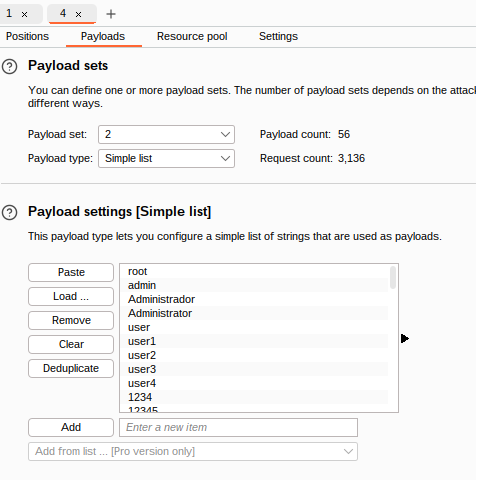 1 × 4 × +
Positions Payloads Resource pool Settings
? Payload sets
You can define one or more payload sets. The number of payload sets depends on the
different ways.
Payload set: 2 Payload count: 56
Payload type: Simple list Request count: 3,136
? Payload settings [Simple list]
This payload type lets you configure a simple list of strings that are used as payloads.
Paste
Load ...
Remove
Clear
Deduplicate
root
admin
Administrador
Administrator
user
user1
user2
user3
user4
1234
12345
Add Enter a new item
Add from list ... [Pro version only]